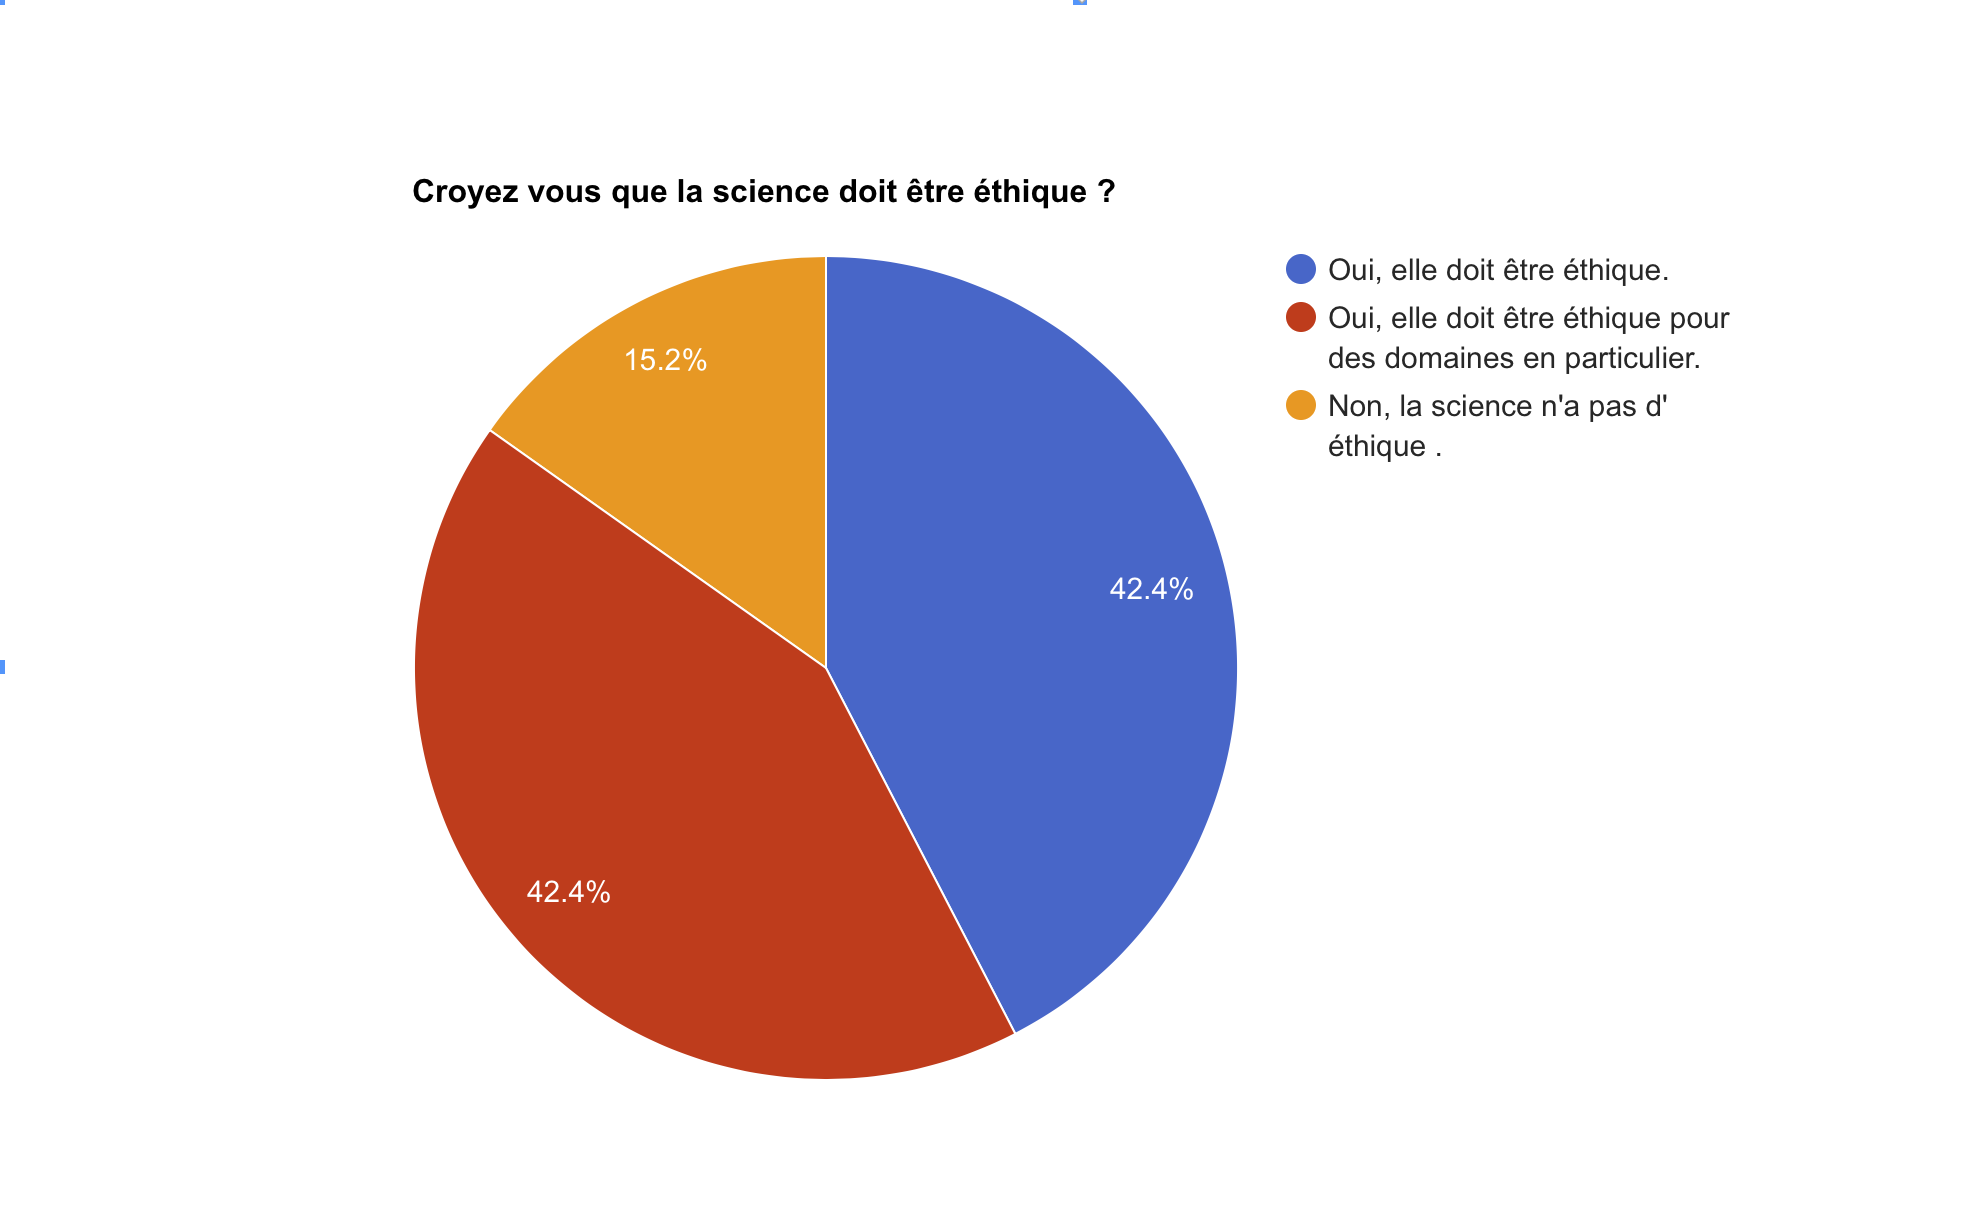 Croyez vous que la science doit être éthique ?
Oui, elle doit être éthique.
Oui, elle doit être éthique pour
des domaines en particulier.
Non, la science n'a pas d'
éthique .
15.2%
42.4%
42.4%